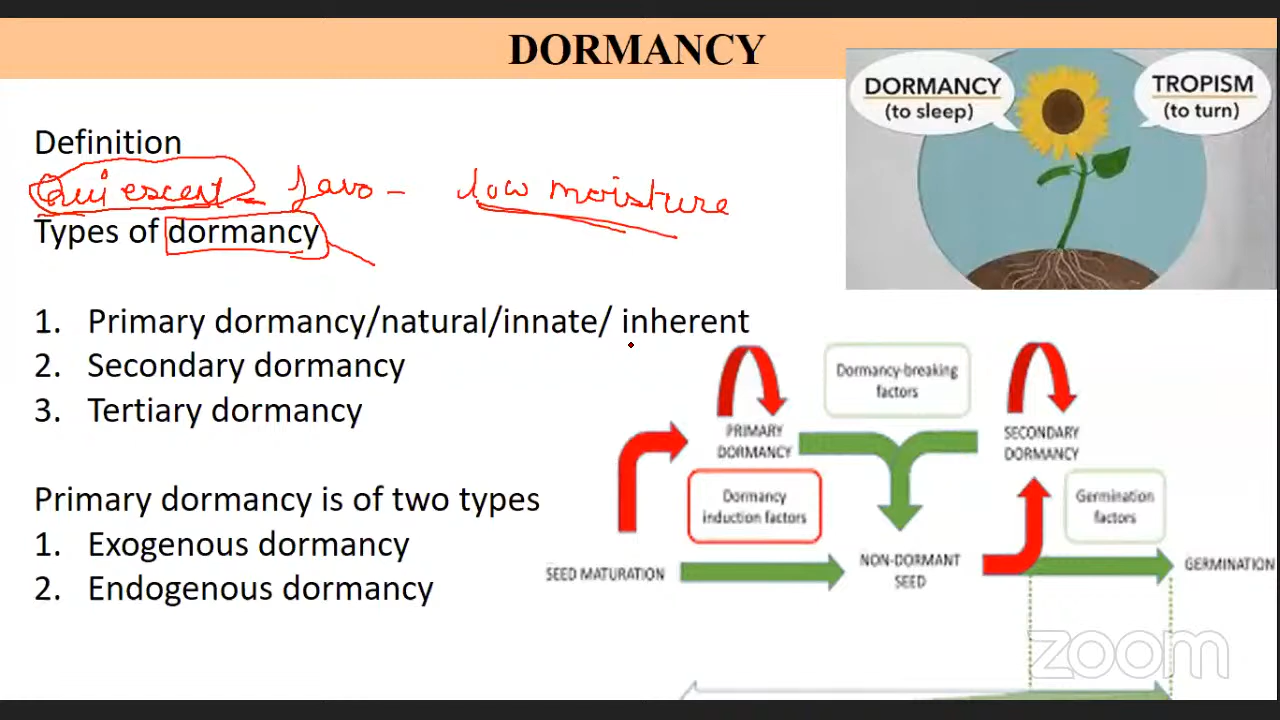 DORMANCY
DORMANCY
(to sleep)
TROPISM
(to turn)
Definition
Quiescent - favo - low moisture
Types of dormancy
1. Primary dormancy/natural/innate/ inherent
2. Secondary dormancy
3. Tertiary dormancy
Primary dormancy is of two types
1. Exogenous dormancy
2. Endogenous dormancy
Dormancy-breaking
factors
PRIMARY
DORMANCY
SECONDARY
DORMANCY
Dormancy
induction factors
Germination
factors
SEED MATURATION
NON-DORMANT
SEED
GERMINATION
zoom